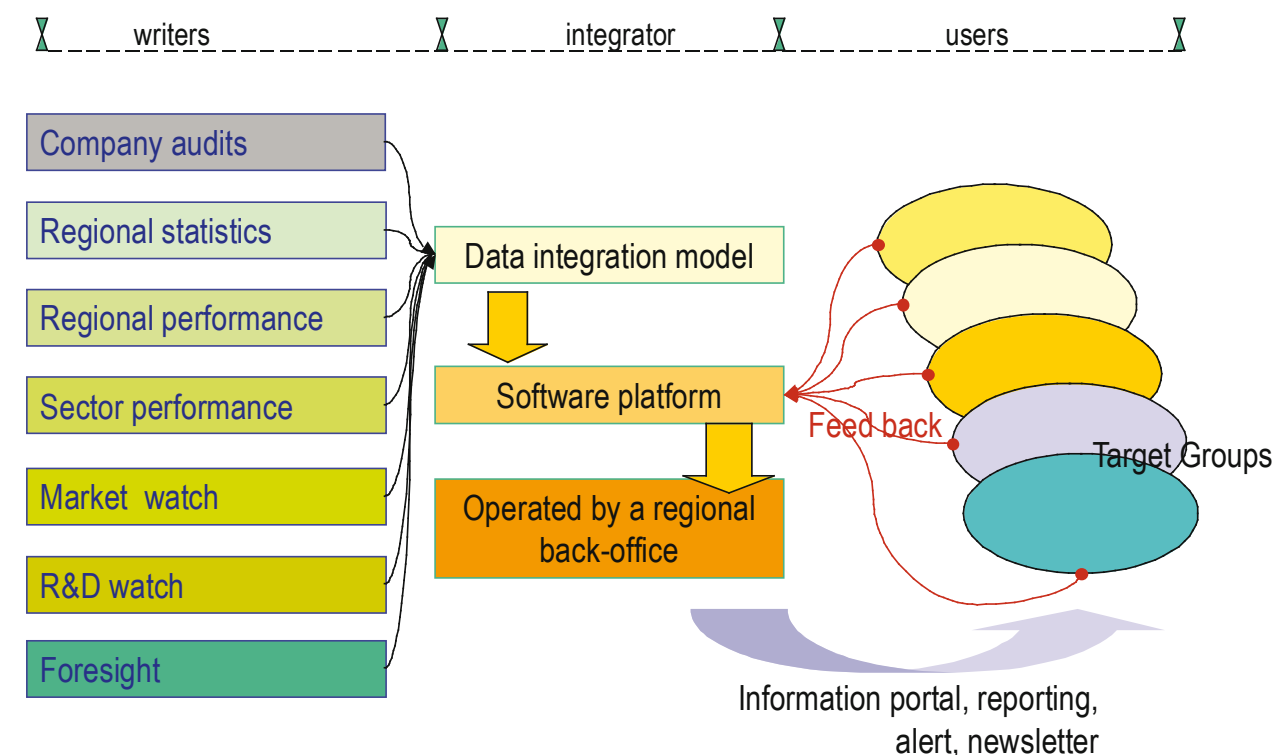 writers
integrator
users
Company audits
Regional statistics
Regional performance
Sector performance
Market watch
R&D watch
Foresight
Data integration model
Software platform
Operated by a regional
back-office
Feed back
Target Groups
Information portal, reporting,
alert, newsletter